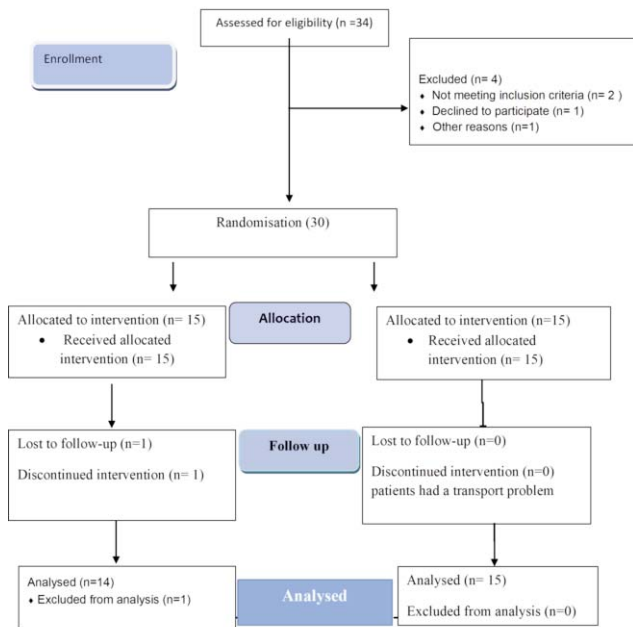 Assessed for eligibility (n =34)
Enrollment
Excluded (n= 4)
♦ Not meeting inclusion criteria (n= 2 )
♦ Declined to participate (n= 1)
♦ Other reasons (n=1)
Randomisation (30)
Allocated to intervention (n= 15)
• Received allocated
intervention (n= 15)
Allocation
Allocated to intervention (n=15)
• Received allocated
intervention (n= 15)
Lost to follow-up (n=1)
Discontinued intervention (n= 1)
Follow up
Lost to follow-up (n=0)
Discontinued intervention (n=0)
patients had a transport problem
Analysed (n=14)
♦ Excluded from analysis (n=1)
Analysed
Analysed (n= 15)
Excluded from analysis (n=0)